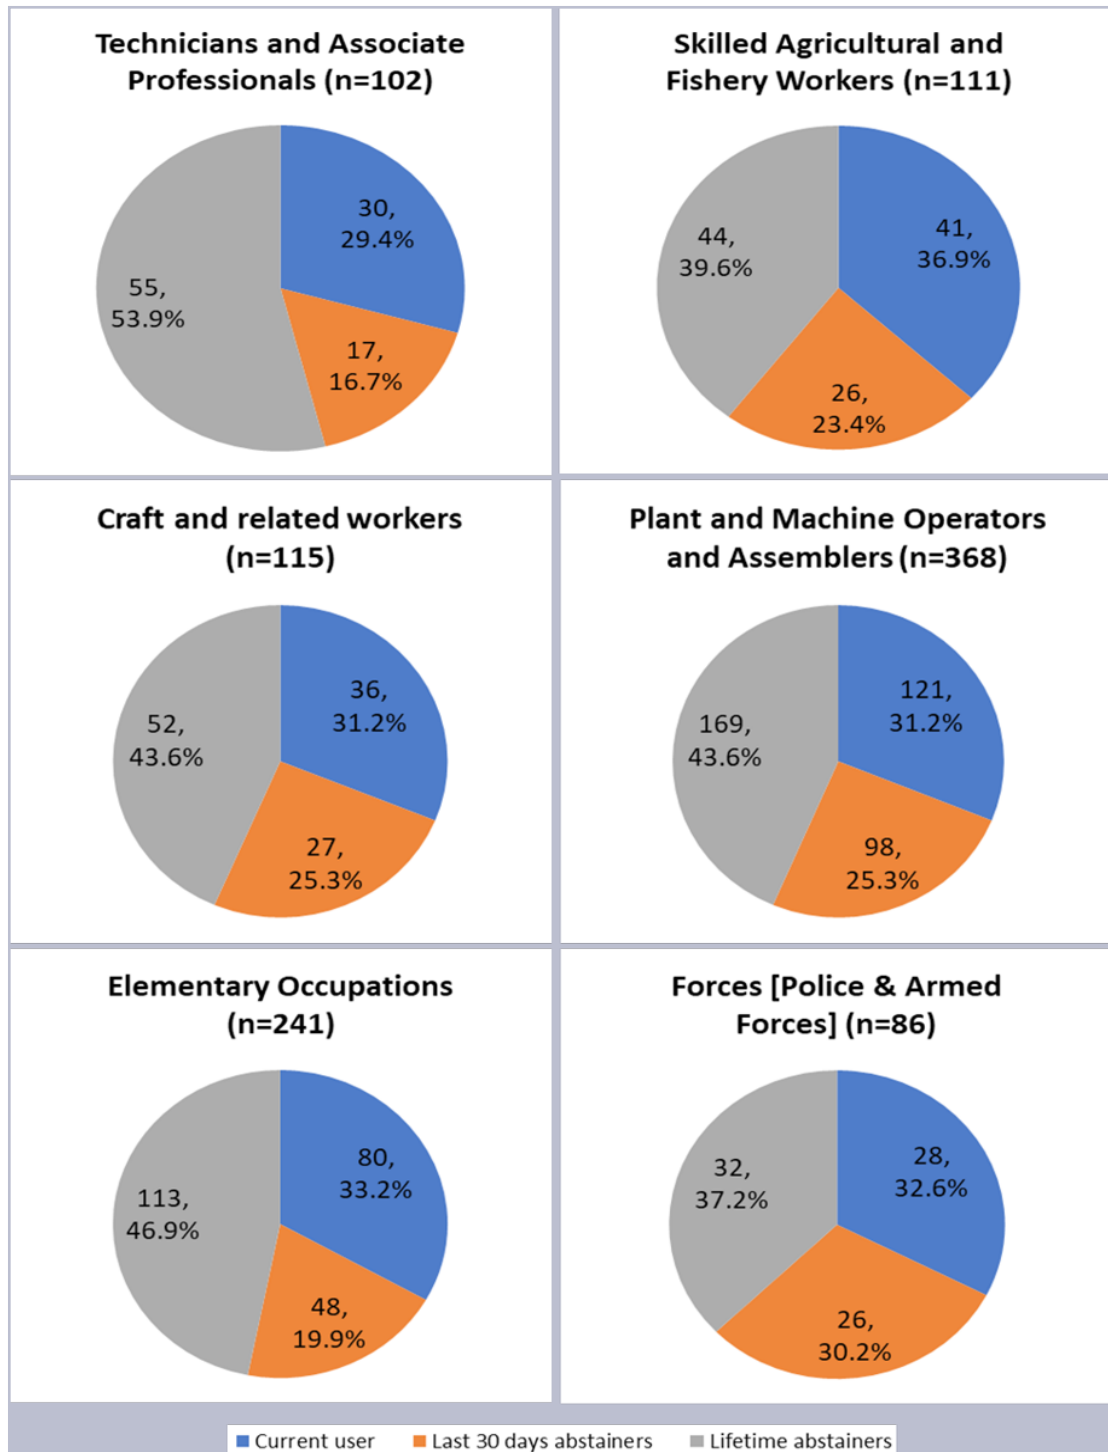 Technicians and Associate
Professionals (n=102)
30,
29.4%
17,
16.7%
55,
53.9%
Skilled Agricultural and
Fishery Workers (n=111)
41,
36.9%
26,
23.4%
44,
39.6%
Craft and related workers
(n=115)
36,
31.2%
27,
25.3%
52,
43.6%
Plant and Machine Operators
and Assemblers (n=368)
121,
31.2%
98,
25.3%
169,
43.6%
Elementary Occupations
(n=241)
80,
33.2%
48,
19.9%
113,
46.9%
Forces [Police & Armed
Forces] (n=86)
28,
32.6%
26,
30.2%
32,
37.2%
Current user Last 30 days abstainers Lifetime abstainers